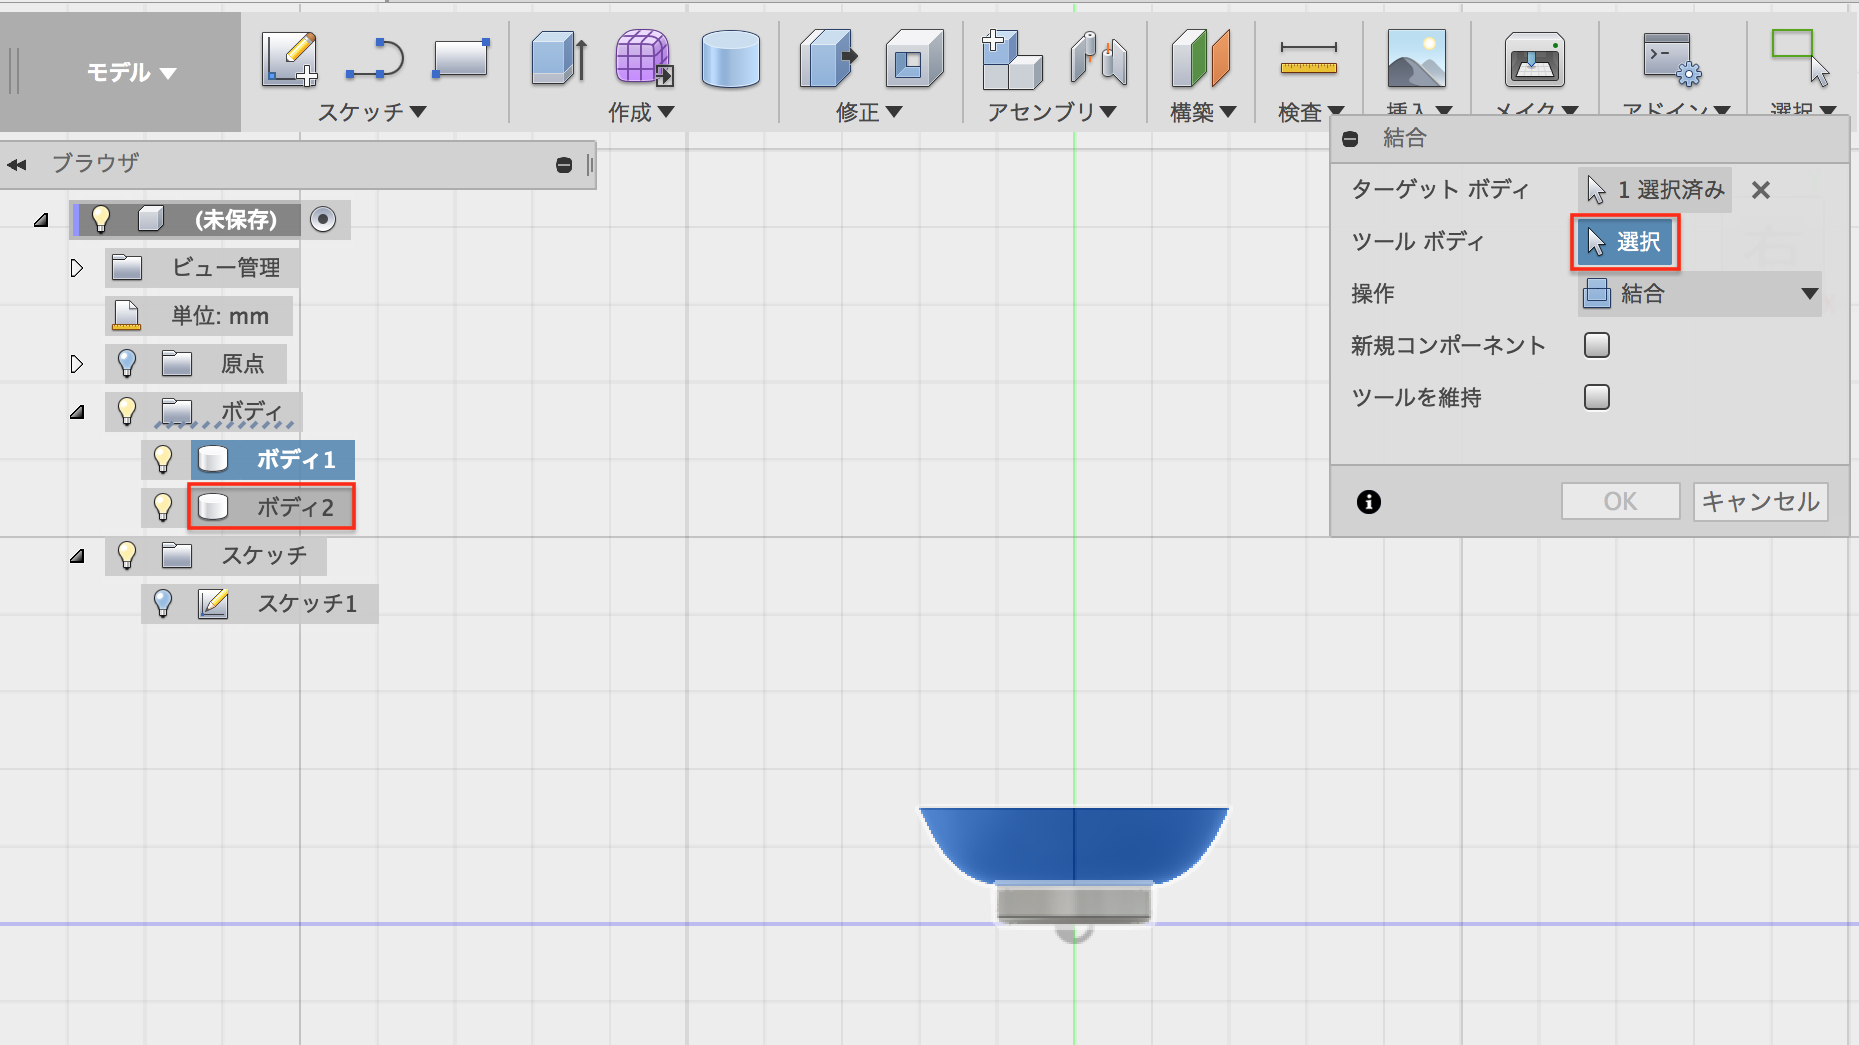 モデル ▼
スケッチ▼
作成▼
修正▼
アセンブリ▼
構築▼
検査▼
挿入▼
メイク▼
アドイン▼
選択▼
ブラウザ
(未保存)
ビュー管理
単位: mm
原点
ボディ
ボディ1
ボディ2
スケッチ
スケッチ1
結合
ターゲット ボディ
1 選択済み
ツール ボディ
選択
操作
結合
新規コンポーネント
ツールを維持
OK
キャンセル
右